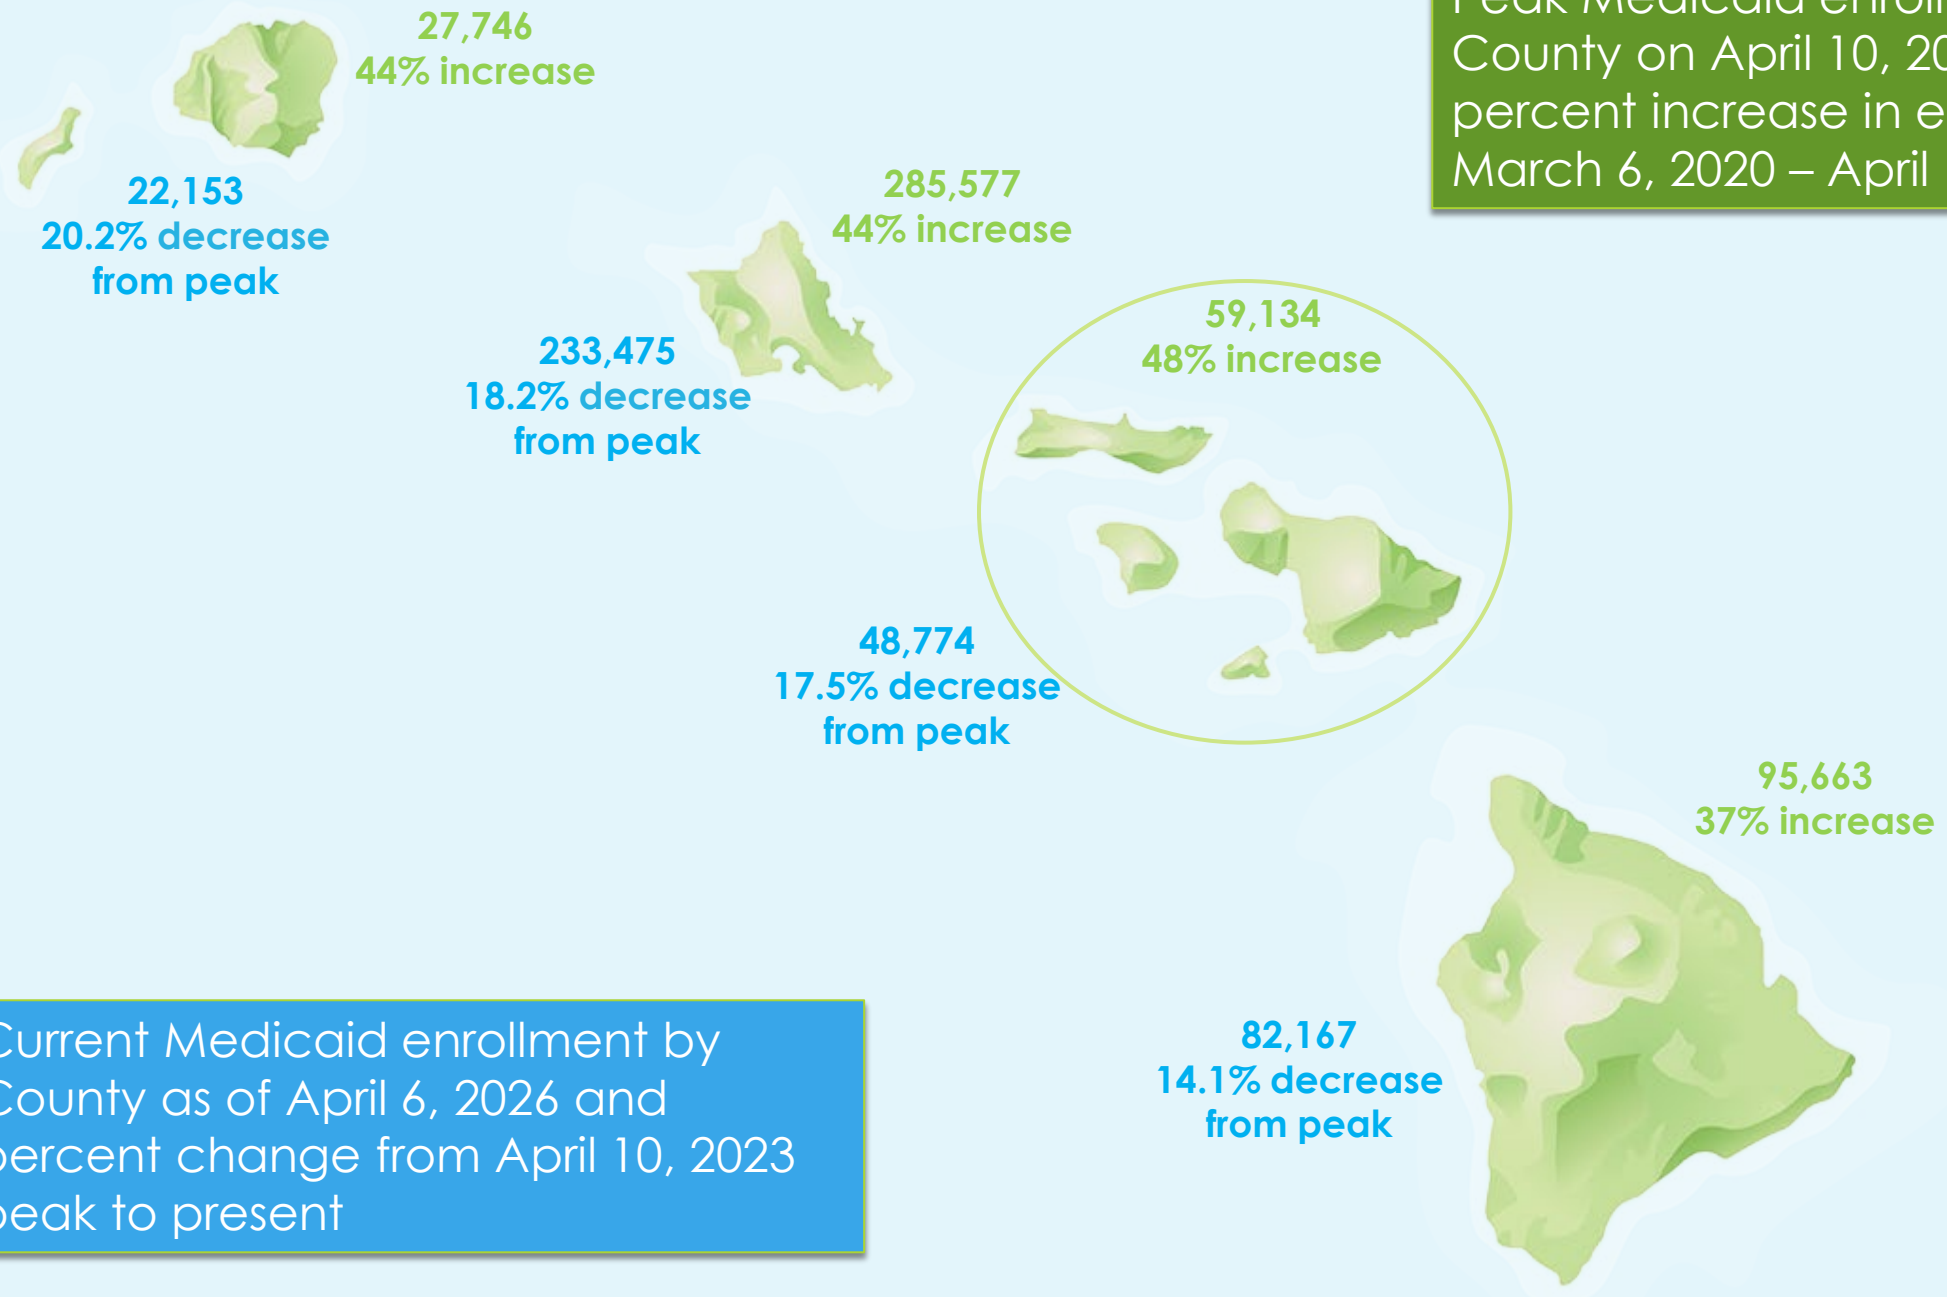 27,746
44% increase
Peak Medicaid
County on April 10,
percent increase in
March 6, 2020 – April
22,153
20.2% decrease
from peak
285,577
44% increase
233,475
18.2% decrease
from peak
59,134
48% increase
48,774
17.5% decrease
from peak
95,663
37% increase
82,167
14.1% decrease
from peak
Current Medicaid enrollment by
County as of April 6, 2026 and
percent change from April 10, 2023
peak to present